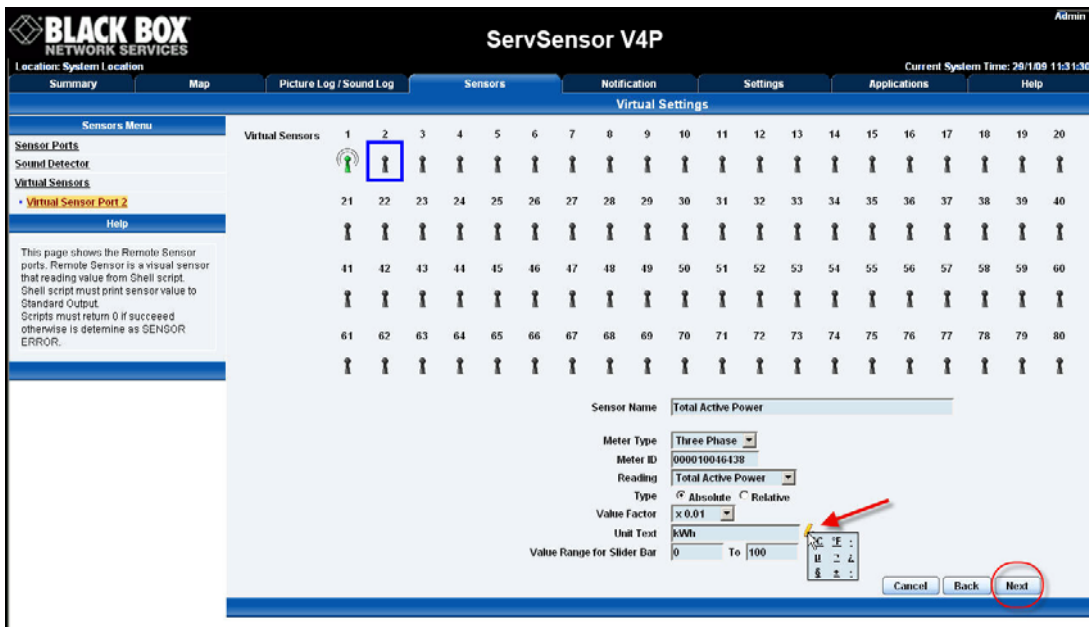 Admin
BLACK BOX
NETWORK SERVICES
ServSensor V4P
Location: System Location
Current System Time: 29/1/09 11:31:30
Summary Map Picture Log / Sound Log Sensors Notification Settings Applications Help
Virtual Settings
Sensors Menu
Sensor Ports
Sound Detector
Virtual Sensors
• Virtual Sensor Port 2
Help
This page shows the Remote Sensor
ports. Remote Sensor is a visual sensor
that reading value from Shell script.
Shell script must print sensor value to
Standard Output.
Scripts must return 0 if succeeed
otherwise is detemine as SENSOR
ERROR.
Virtual Sensors 1 2 3 4 5 6 7 8 9 10 11 12 13 14 15 16 17 18 19 20
21 22 23 24 25 26 27 28 29 30 31 32 33 34 35 36 37 38 39 40
41 42 43 44 45 46 47 48 49 50 51 52 53 54 55 56 57 58 59 60
61 62 63 64 65 66 67 68 69 70 71 72 73 74 75 76 77 78 79 80
Sensor Name Total Active Power
Meter Type Three Phase
Meter ID 000010046438
Reading Total Active Power
Type Absolute Relative
Value Factor x 0.01
Unit Text kWh
Value Range for Slider Bar 0 To 100
°F
Cancel Back Next